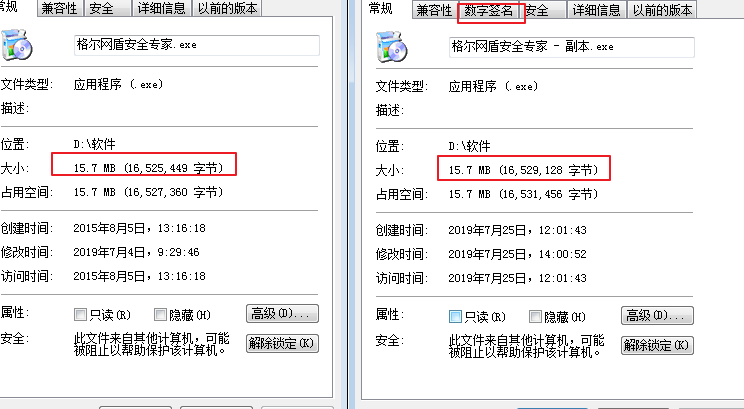 常规 兼容性 安全 详细信息 以前的版本
格尔网盾安全专家.exe
文件类型: 应用程序 (.exe)
描述:
位置: D:\软件
大小: 15.7 MB (16,525,449 字节)
占用空间: 15.7 MB (16,527,360 字节)
创建时间: 2015年8月5日，13:16:18
修改时间: 2019年7月4日，9:29:46
访问时间: 2015年8月5日，13:16:18
属性: 只读(R) 隐藏(H) 高级(D)...
安全: 此文件来自其他计算机，可能
被阻止以帮助保护该计算机。 解除锁定(K)
常规 兼容性 数字签名 安全 详细信息 以前的版本
格尔网盾安全专家 - 副本.exe
文件类型: 应用程序 (.exe)
描述:
位置: D:\软件
大小: 15.7 MB (16,529,128 字节)
占用空间: 15.7 MB (16,531,456 字节)
创建时间: 2019年7月25日，12:01:43
修改时间: 2019年7月25日，14:00:52
访问时间: 2019年7月25日，12:01:43
属性: 只读(R) 隐藏(H) 高级(D)...
安全: 此文件来自其他计算机，可能
被阻止以帮助保护该计算机。 解除锁定(K)